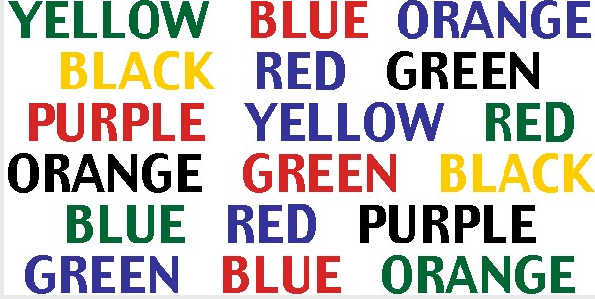 YELLOW BLUE ORANGE
BLACK RED GREEN
PURPLE YELLOW RED
ORANGE GREEN BLACK
BLUE RED PURPLE
GREEN BLUE ORANGE